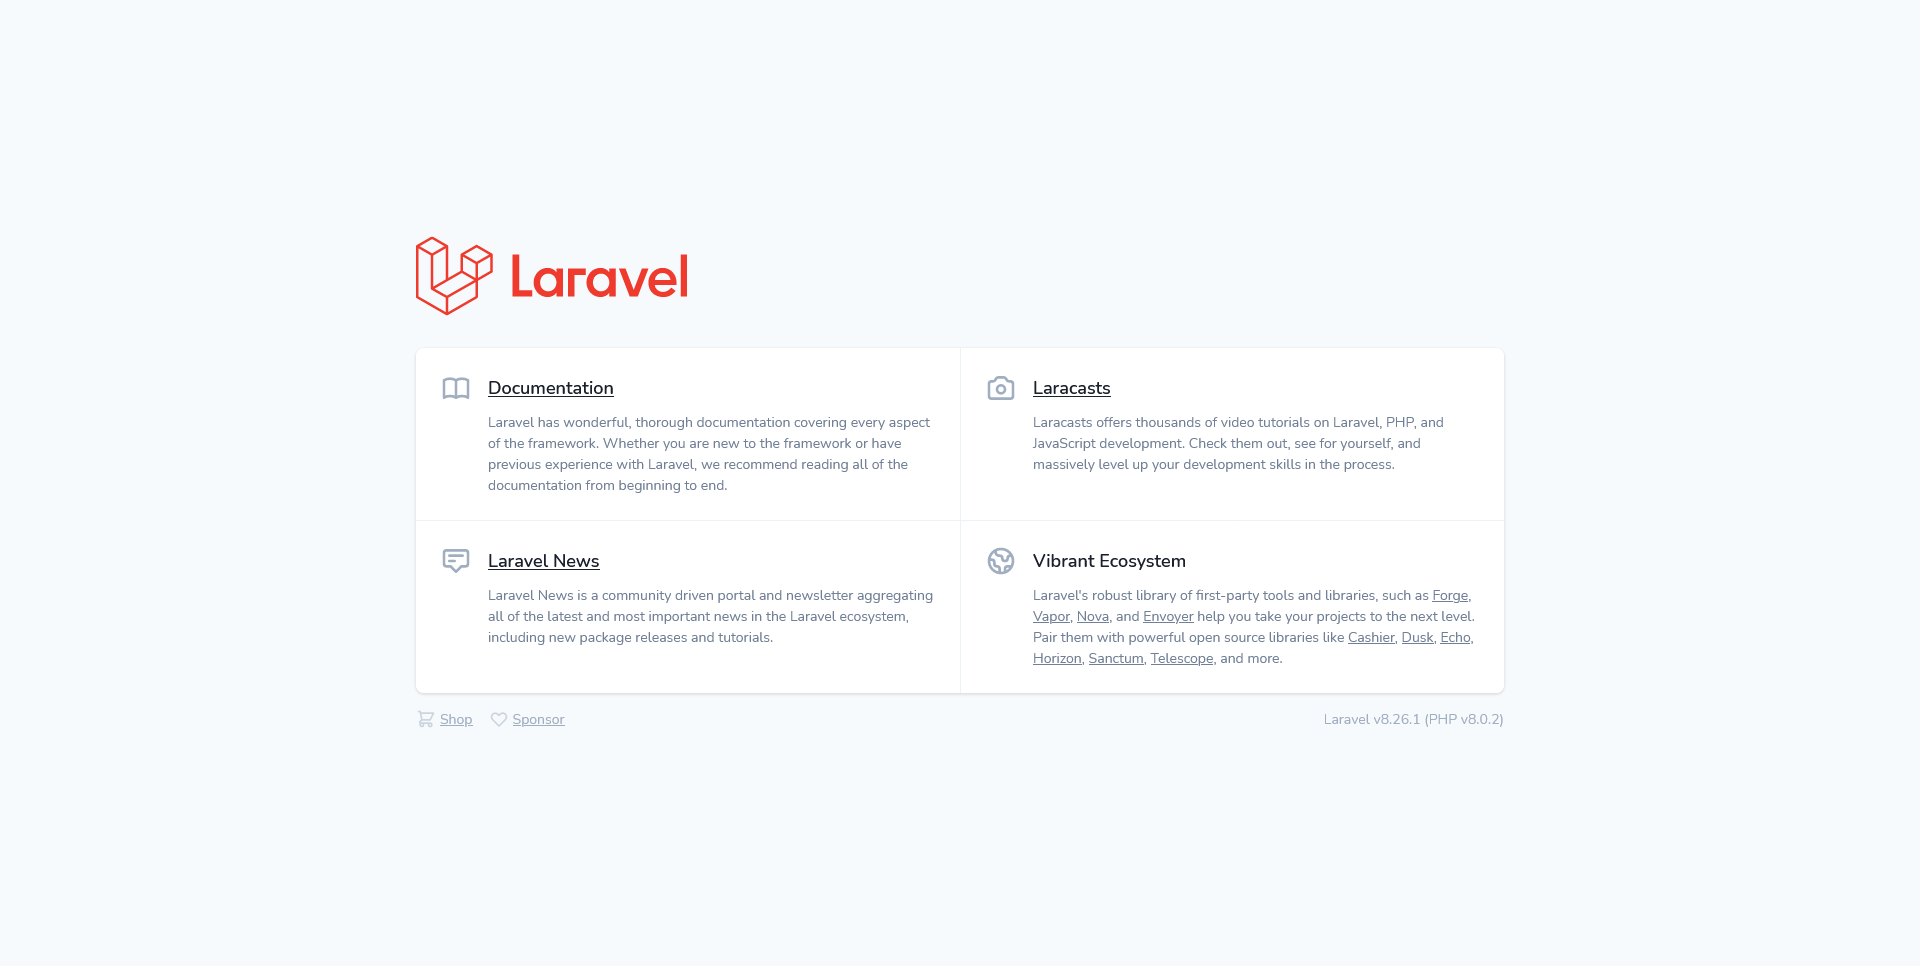 Laravel
Documentation
Laravel has wonderful, thorough documentation covering every aspect
of the framework. Whether you are new to the framework or have
previous experience with Laravel, we recommend reading all of the
documentation from beginning to end.
Laracasts
Laracasts offers thousands of video tutorials on Laravel, PHP, and
JavaScript development. Check them out, see for yourself, and
massively level up your development skills in the process.
Laravel News
Laravel News is a community driven portal and newsletter aggregating
all of the latest and most important news in the Laravel ecosystem,
including new package releases and tutorials.
Vibrant Ecosystem
Laravel's robust library of first-party tools and libraries, such as Forge,
Vapor, Nova, and Envoyer help you take your projects to the next level.
Pair them with powerful open source libraries like Cashier, Dusk, Echo,
Horizon, Sanctum, Telescope, and more.
Shop Sponsor
Laravel v8.26.1 (PHP v8.0.2)